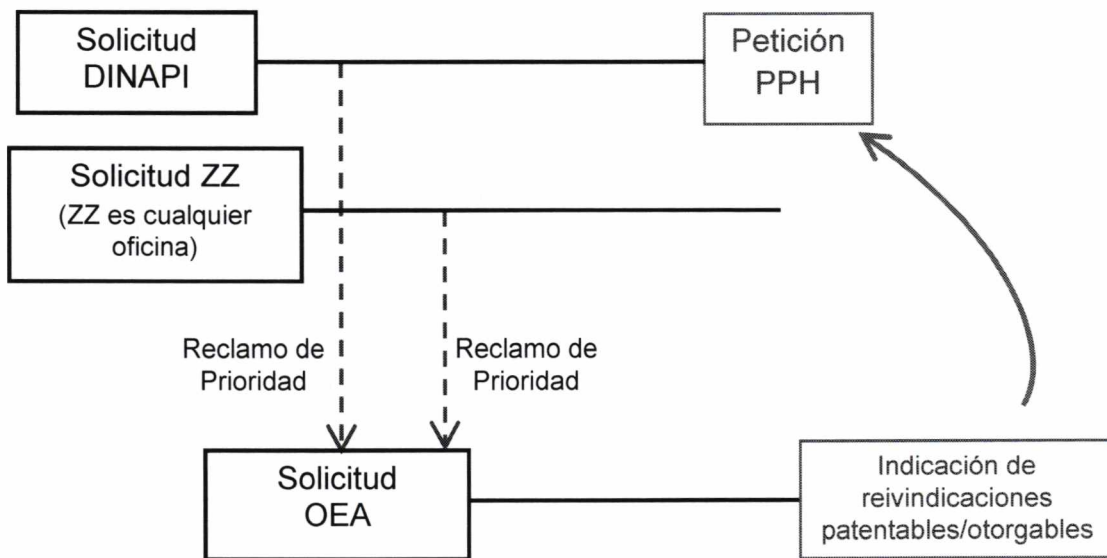 Solicitud
DINAPI
Petición
PPH
Solicitud ZZ
(ZZ es cualquier
oficina)
Reclamo de
Prioridad
Reclamo de
Prioridad
Solicitud
OEA
Indicación de
reivindicaciones
patentables/otorgables